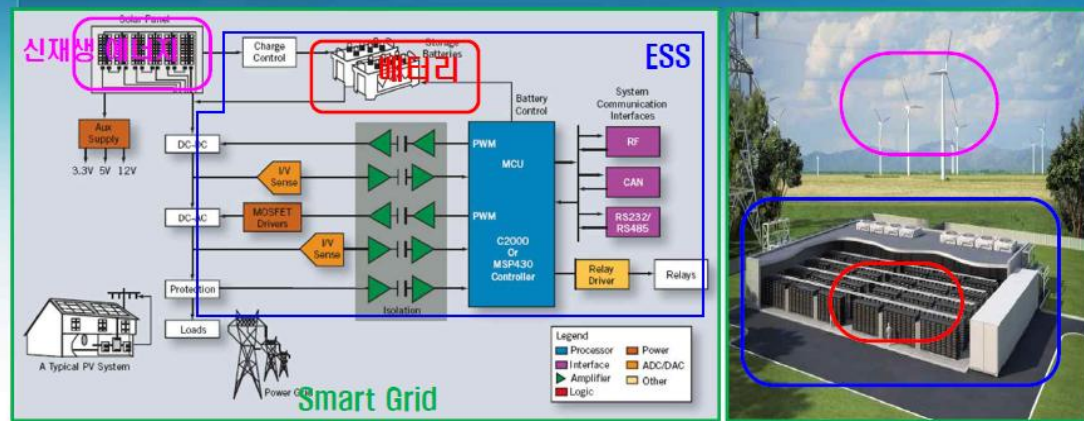 Solar Panel
신재생 에너지
Charge
Control
Storage
Batteries
배터리
ESS
Battery
Control
System
Communication
Interfaces
Aux
Supply
3.3V 5V 12V
DC-DC
I/V
Sense
PWM
MCU
RF
CAN
DC-AC
MOSFET
Drivers
PWM
RS232/
RS485
I/V
Sense
C2000
Or
MSP430
Controller
Relay
Driver
Relays
Protection
Isolation
Loads
A Typical PV System
Power
Smart Grid
Legend
Processor
Power
Interface
ADC/DAC
Amplifier
Other
Logic